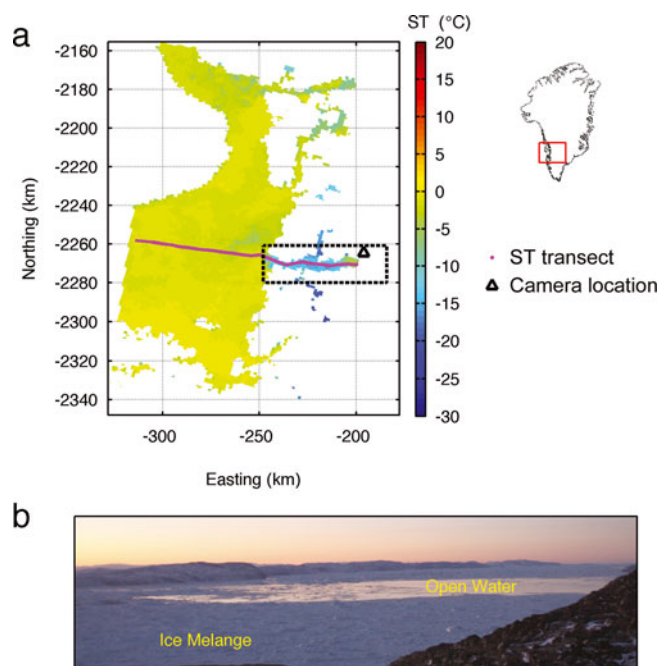 a
ST (°C)
20
15
10
5
0
-5
-10
-15
-20
-25
-30
-2160
-2180
-2200
-2220
-2240
-2260
-2280
-2300
-2320
-2340
Northing (km)
-300
-250
-200
Easting (km)
ST transect
Camera location
b
Open Water
Ice Melange